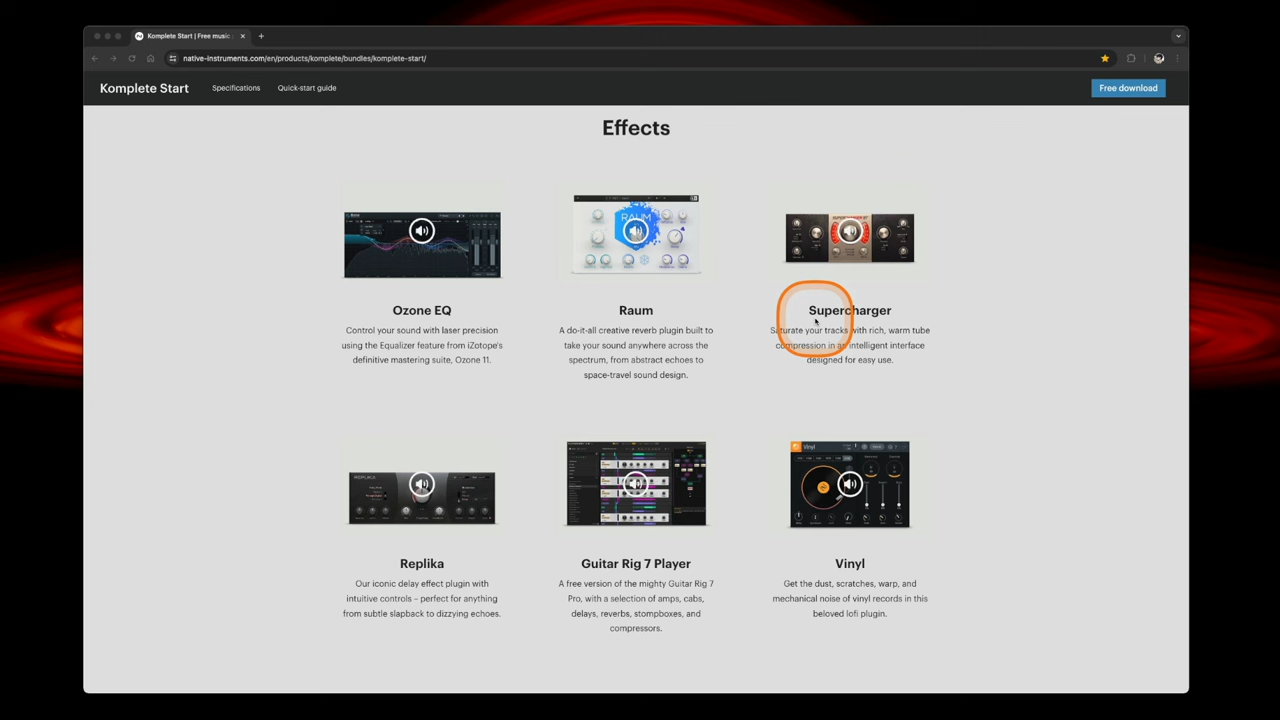 Komplete Start | Free music
native-instruments.com/en/products/komplete/bundles/komplete-start/
Komplete Start Specifications Quick-start guide Free download
Effects
RAUM
SUPERCHARGER
Ozone EQ
Control your sound with laser precision
using the Equalizer feature from iZotope's
definitive mastering suite, Ozone 11.
Raum
A do-it-all creative reverb plugin built to
take your sound anywhere across the
spectrum, from abstract echoes to
space-travel sound design.
Supercharger
Saturate your tracks with rich, warm tube
compression in an intelligent interface
designed for easy use.
REPLIKA
Vinyl
Replika
Our iconic delay effect plugin with
intuitive controls – perfect for anything
from subtle slapback to dizzying echoes.
Guitar Rig 7 Player
A free version of the mighty Guitar Rig 7
Pro, with a selection of amps, cabs,
delays, reverbs, stompboxes, and
compressors.
Vinyl
Get the dust, scratches, warp, and
mechanical noise of vinyl records in this
beloved lofi plugin.